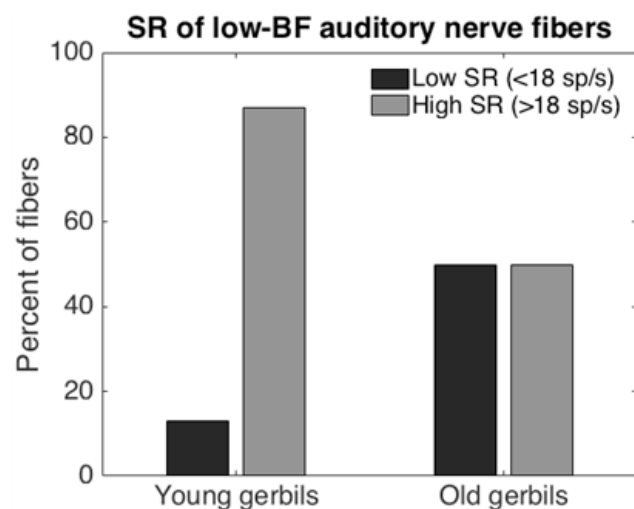 SR of low-BF auditory nerve fibers
Low SR (<18 sp/s)
High SR (>18 sp/s)
Percent of fibers
100
80
60
40
20
0
Young gerbils
Old gerbils